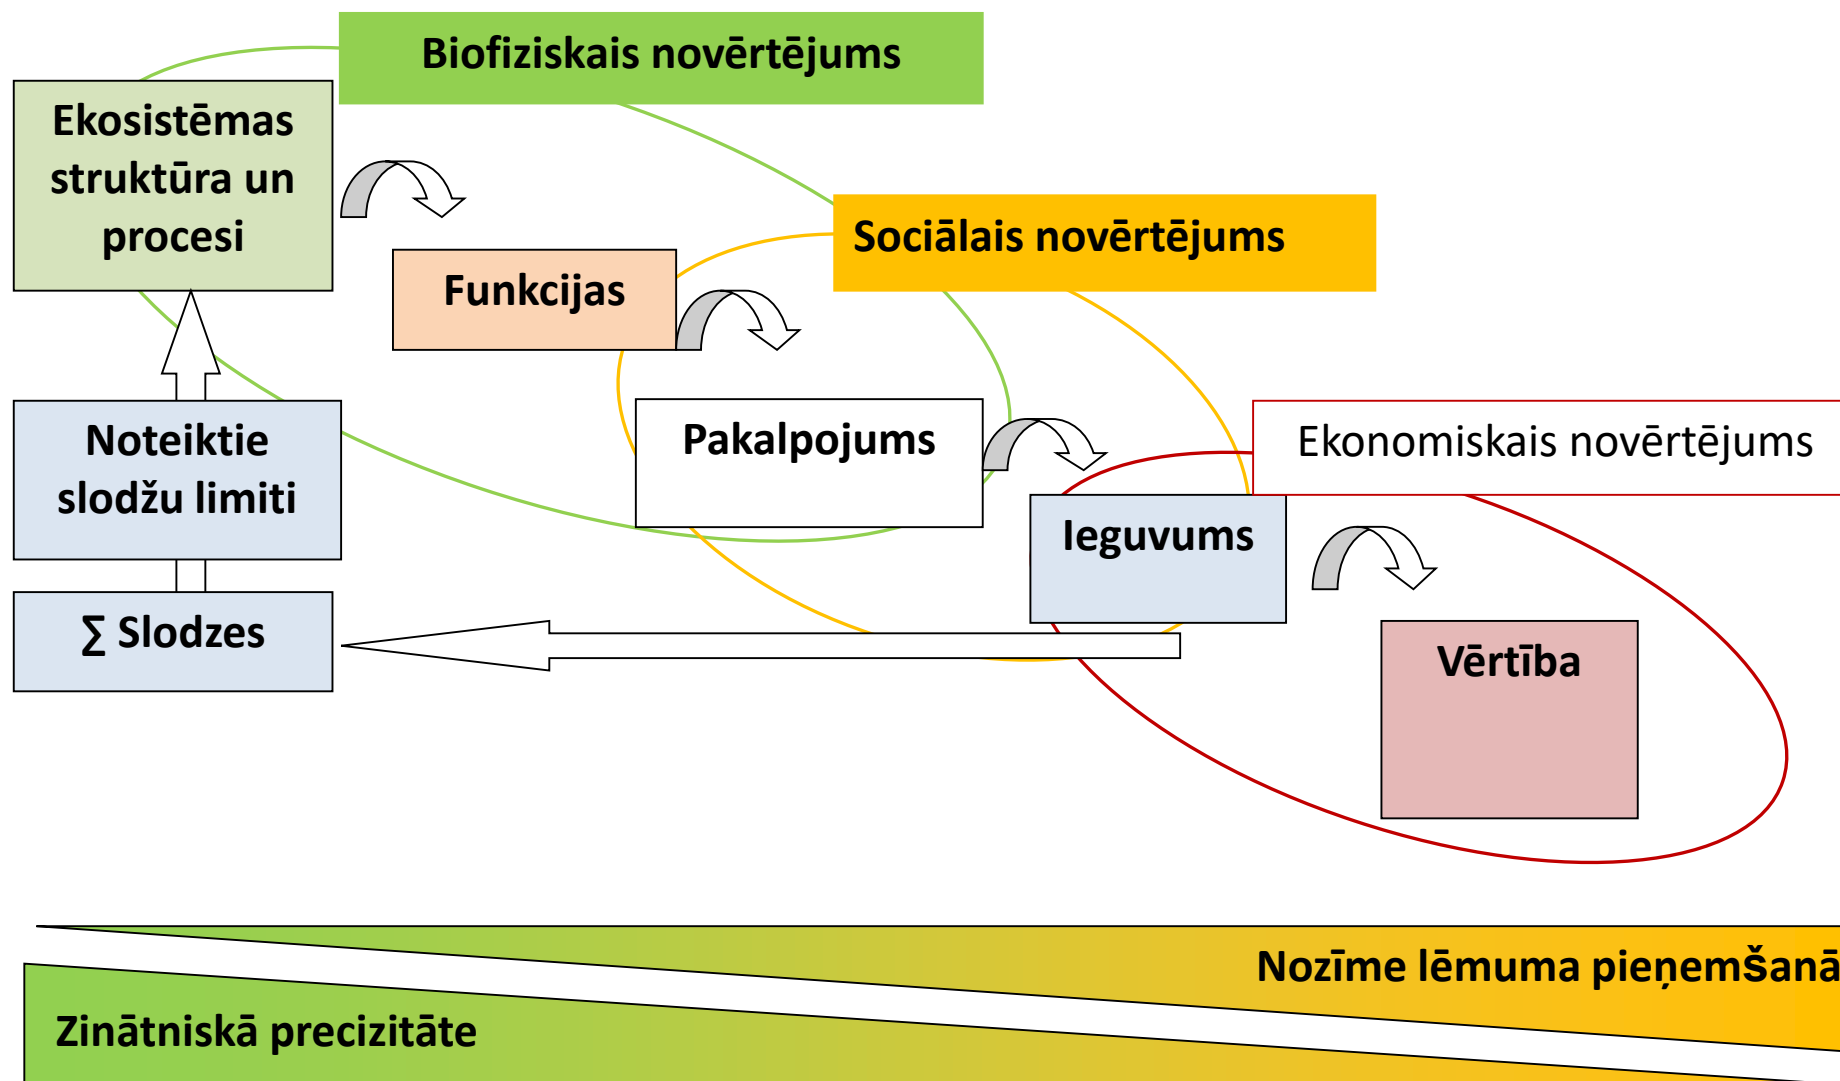 Biofiziskais novērtējums
Ekosistēmas
struktūra un
procesi
Sociālais novērtējums
Funkcijas
Noteiktie
slodžu limiti
Pakalpojums
Ekonomiskais novērtējums
Ieguvums
∑ Slodzes
Vērtība
Nozīme lēmuma pieņemšanā
Zinātniskā precizitāte